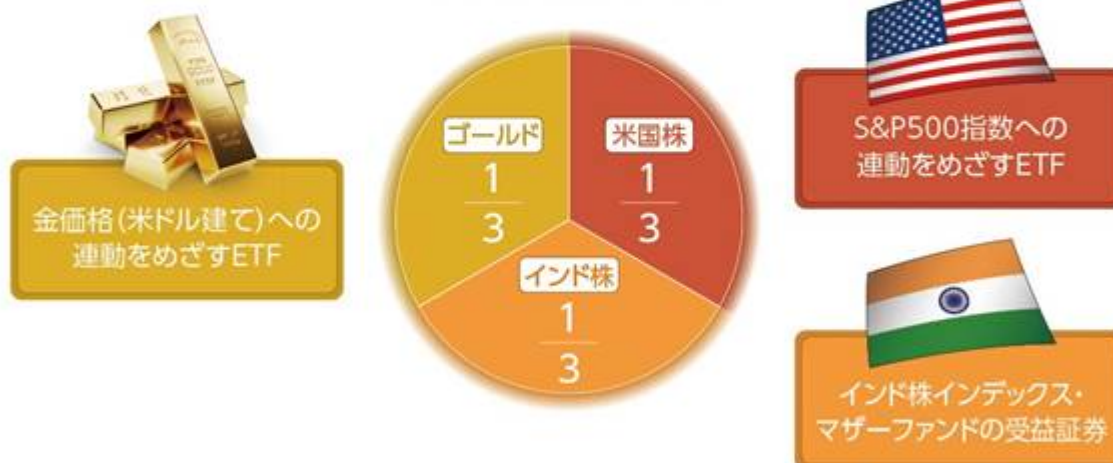 ゴールド
1
3
米国株
1
3
インド株
1
3
金価格(米ドル建て)への
連動をめざすETF
S&P500指数への
連動をめざすETF
インド株インデックス・
マザーファンドの受益証券